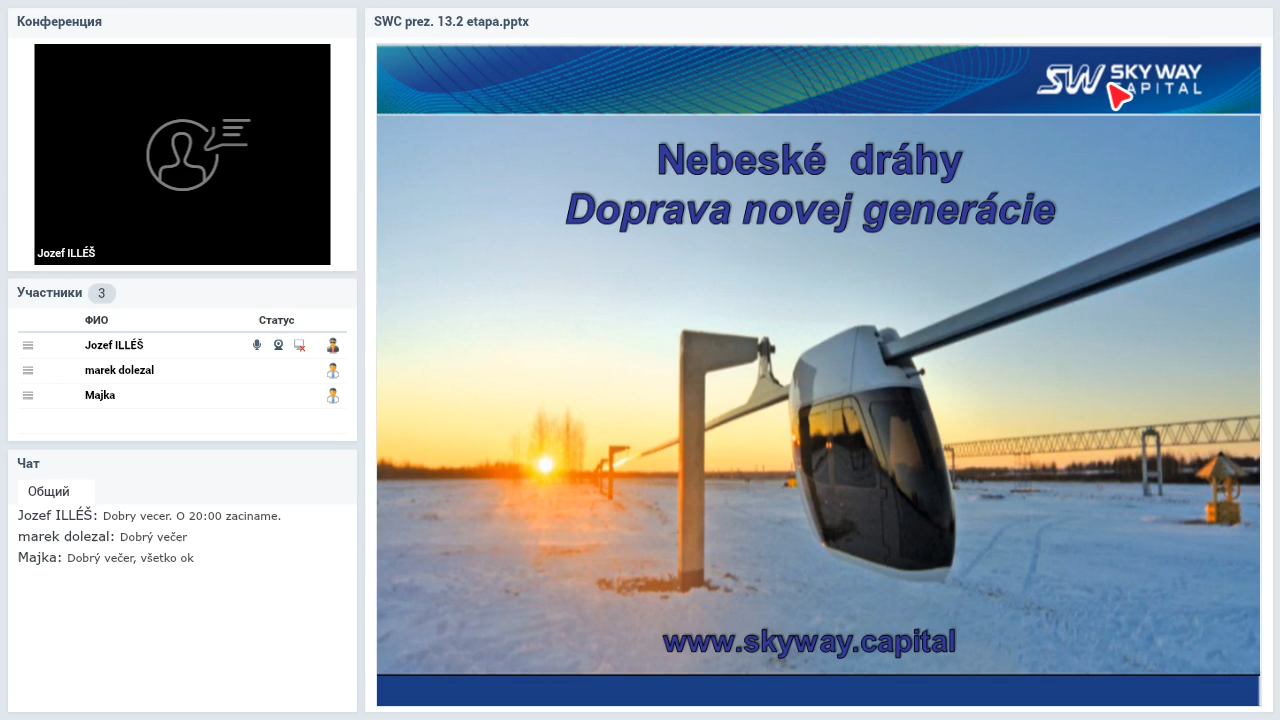 Конференция
Jozef ILLÉŠ
Участники 3
ФИО Статус
Jozef ILLÉŠ
marek dolezal
Majka
Чат
Общий
Jozef ILLÉŠ: Dobry vecer. O 20:00 zaciname.
marek dolezal: Dobrý večer
Majka: Dobrý večer, všetko ok
SWC prez. 13.2 etapa.pptx
SW SKY WAY
CAPITAL
Nebeské dráhy
Doprava novej generácie
www.skyway.capital